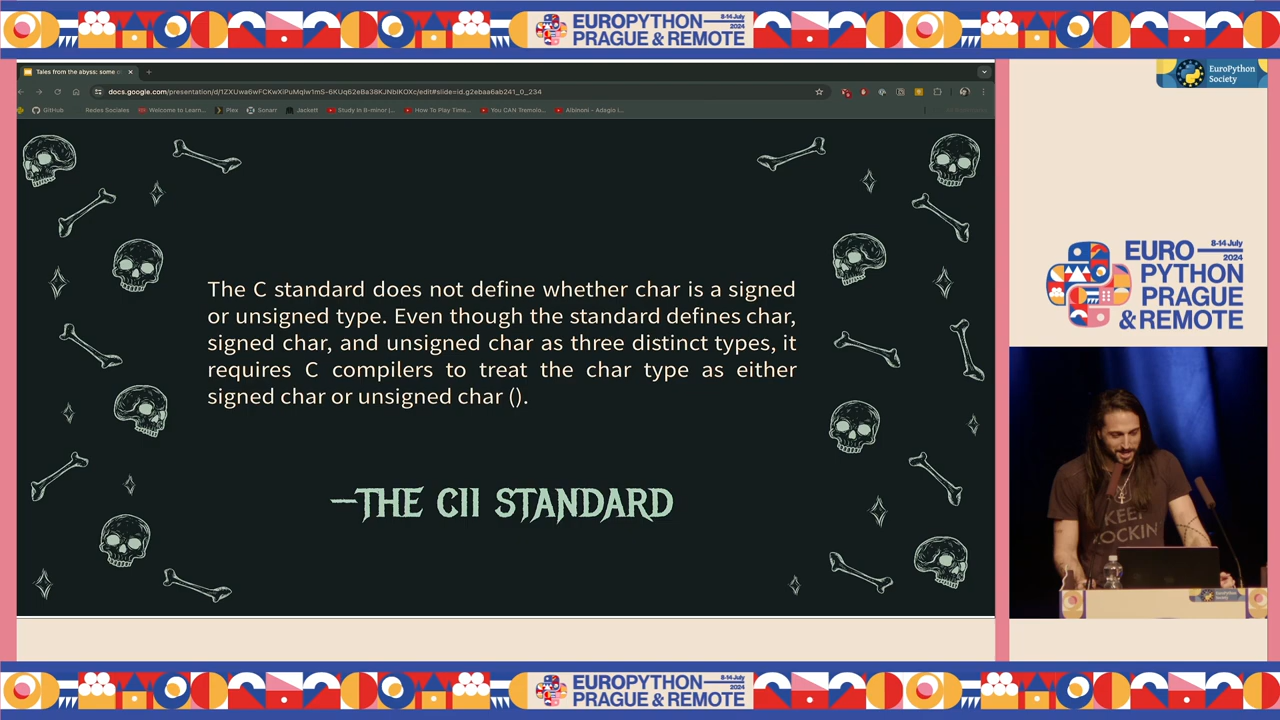 EUROPYTHON
8-14 July
2024
PRAGUE & REMOTE
Tales from the abyss: some o
docs.google.com/presentation/d/1ZXUwa6wFCKwXiPuMqIw1mS-6KUq62eBa38KJNbIKOXc/edit#slide=id.g2ebaa6ab241_0_234
GitHub
Redes Sociales
Welcome to Learn...
Plex
Sonarr
Jackett
Study In B-minor |...
How To Play Time...
You CAN Tremolo...
Albinoni - Adagio i...
The C standard does not define whether char is a signed
or unsigned type. Even though the standard defines char,
signed char, and unsigned char as three distinct types, it
requires C compilers to treat the char type as either
signed char or unsigned char ().
—THE C11 STANDARD
EuroPython
Society
EURO
8-14 July
2024
PYTHON
PRAGUE
& REMOTE
KEEP
ROCKIN'
EuroPython
Society
EUROPYTHON
8-14 July
2024
PRAGUE & REMOTE